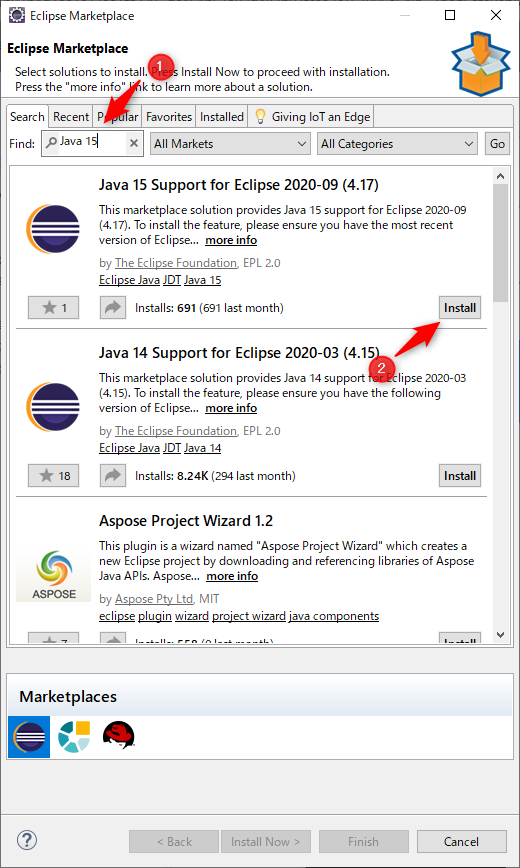 Eclipse Marketplace
Eclipse Marketplace
Select solutions to install. Press Install Now to proceed with installation.
Press the "more info" link to learn more about a solution.
1
Search Recent Popular Favorites Installed Giving IoT an Edge
Find: Java 15 All Markets All Categories Go
Java 15 Support for Eclipse 2020-09 (4.17)
This marketplace solution provides Java 15 support for Eclipse 2020-09
(4.17). To install the feature, please ensure you have the most recent
version of Eclipse... more info
by The Eclipse Foundation, EPL 2.0
Eclipse Java JDT Java 15
1 Installs: 691 (691 last month) Install
2
Java 14 Support for Eclipse 2020-03 (4.15)
This marketplace solution provides Java 14 support for Eclipse 2020-03
(4.15). To install the feature, please ensure you have the following
version of Eclipse... more info
by The Eclipse Foundation, EPL 2.0
Eclipse Java JDT Java 14
18 Installs: 8.24K (294 last month) Install
Aspose Project Wizard 1.2
This plugin is a wizard named "Aspose Project Wizard" which creates a
new Eclipse project by downloading and referencing libraries of Aspose
Java APIs. Aspose... more info
ASPOSE
by Aspose Pty Ltd, MIT
eclipse plugin wizard project wizard java components
7 Installs: 558 (0 last month) Install
Marketplaces
? < Back Install Now > Finish Cancel